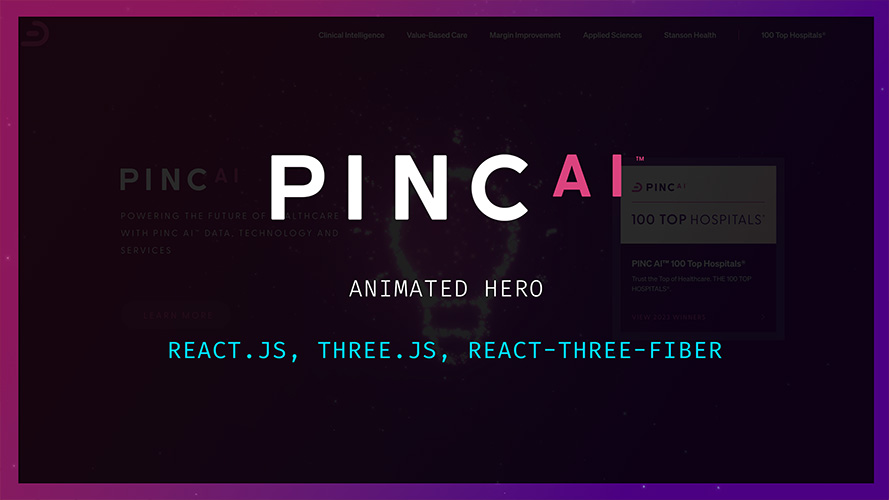 Clinical Intelligence Value-Based Care Margin Improvement Applied Sciences Stanson Health 100 Top Hospitals®
PINC AI™
PINC AI
POWERING THE FUTURE OF HEALTHCARE
WITH PINC AI™ DATA, TECHNOLOGY AND
SERVICES
LEARN MORE
PINC AI
100 TOP HOSPITALS®
PINC AI™ 100 Top Hospitals®
Trust the Top of Healthcare. THE 100 TOP
HOSPITALS®.
VIEW 2023 WINNERS
ANIMATED HERO
REACT.JS, THREE.JS, REACT-THREE-FIBER